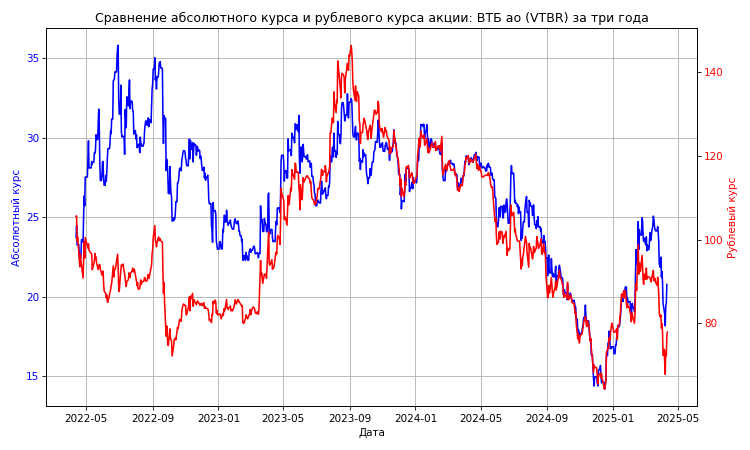 Сравнение абсолютного курса и рублевого курса акции: ВТБ ао (VTBR) за три года
35
30
25
20
15
Абсолютный курс
140
120
100
80
Рублевый курс
2022-05 2022-09 2023-01 2023-05 2023-09 2024-01 2024-05 2024-09 2025-01 2025-05
Дата